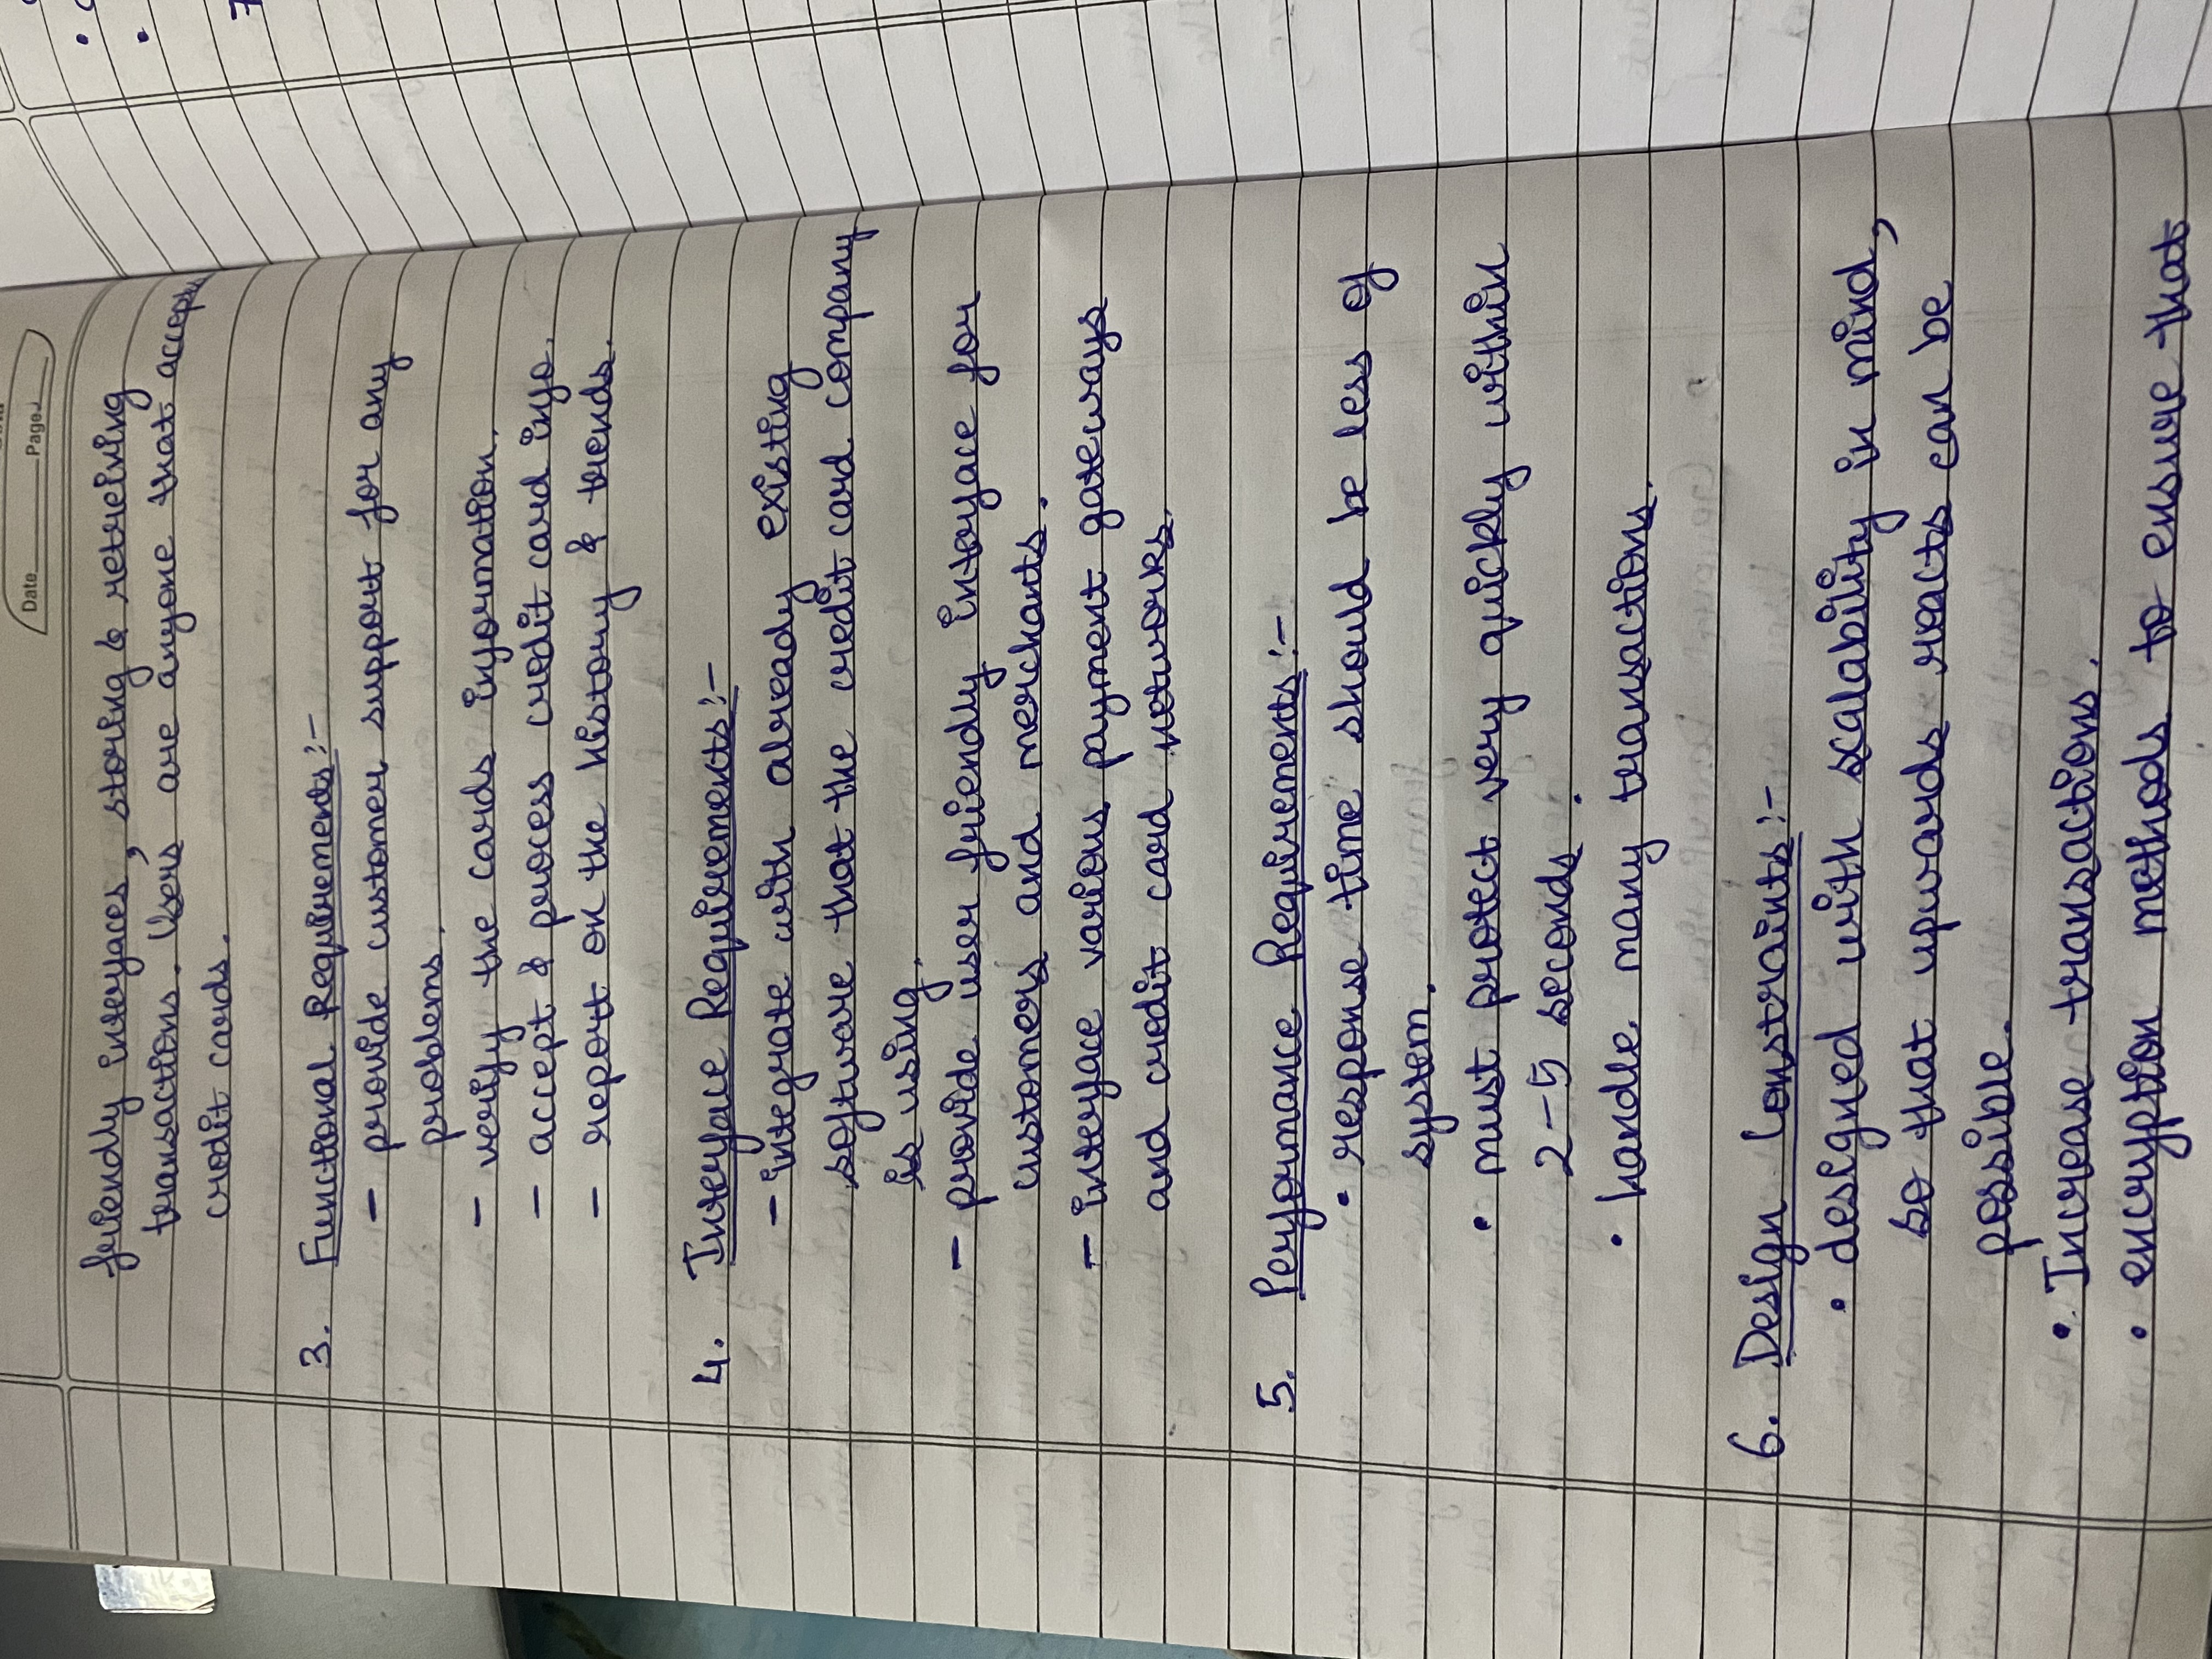 Date Page
friendly interfaces, storing & retreiving
transactions. Users are anyone that accepts
credit cards.
3. Functional Requirements :-
- provide customer support for any
problems.
- verify the cards information.
- accept & process credit card info.
- report on the history & trends.
4. Interface Requirements :-
- integrate with already existing
software that the credit card company
is using.
- provide user friendly interface for
customers and merchants.
- interface various payment gateways
and credit card networks.
5. Performance Requirements :-
• response time should be less of
system.
• must protect very quickly within
2-5 seconds.
• handle many transactions.
6. Design Constraints :-
• designed with scalability in mind,
so that upwards reacts can be
possible.
• Increase transactions.
• encryption methods to ensure that
7